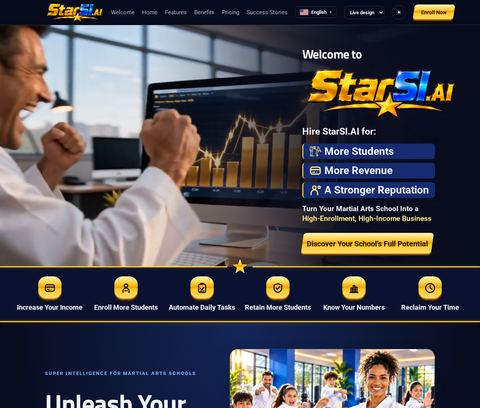 StarSI.AI
Welcome
Home
Features
Benefits
Pricing
Success Stories
English
Live design
Enroll Now
Welcome to
StarSI.AI
Hire StarSI.AI for:
More Students
More Revenue
A Stronger Reputation
Turn Your Martial Arts School Into a
High-Enrollment, High-Income Business
Discover Your School's Full Potential
Increase Your Income
Enroll More Students
Automate Daily Tasks
Retain More Students
Know Your Numbers
Reclaim Your Time
SUPER INTELLIGENCE FOR MARTIAL ARTS SCHOOLS
Unleash Your